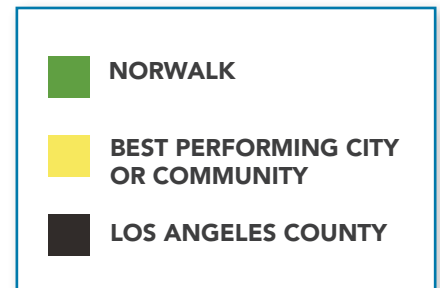 NORWALK
BEST PERFORMING CITY
OR COMMUNITY
LOS ANGELES COUNTY